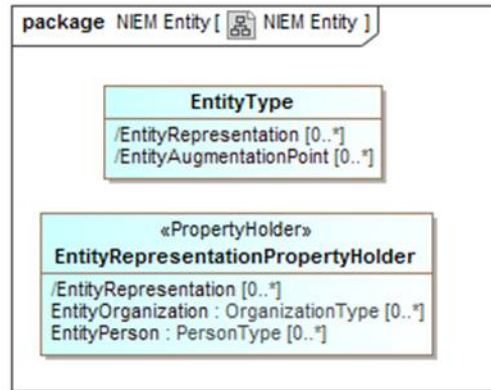 package NIEM Entity [ NIEM Entity ]
EntityType
/EntityRepresentation [0..*]
/EntityAugmentationPoint [0..*]
«PropertyHolder»
EntityRepresentationPropertyHolder
/EntityRepresentation [0..*]
EntityOrganization : OrganizationType [0..*]
EntityPerson : PersonType [0..*]